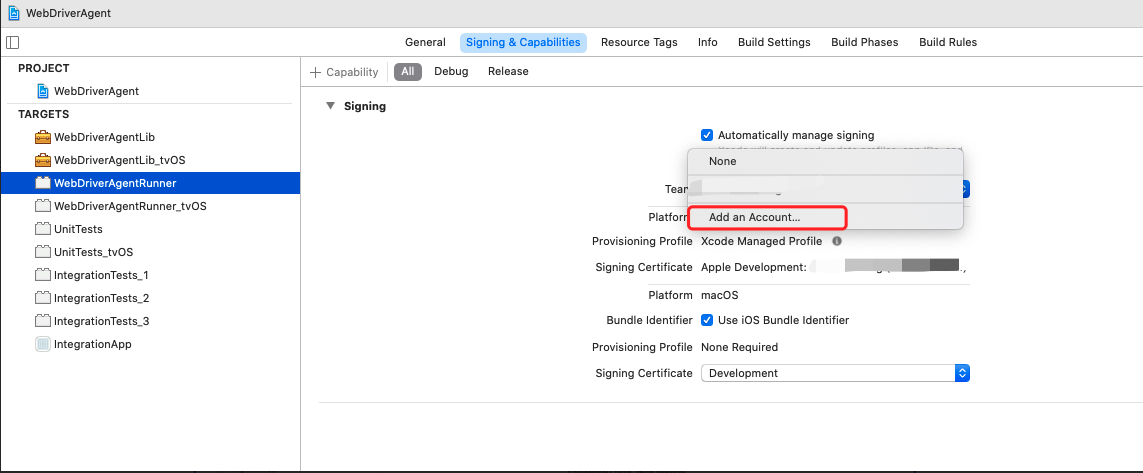 WebDriverAgent
General Signing & Capabilities Resource Tags Info Build Settings Build Phases Build Rules
PROJECT
WebDriverAgent
TARGETS
WebDriverAgentLib
WebDriverAgentLib_tvOS
WebDriverAgentRunner
WebDriverAgentRunner_tvOS
UnitTests
UnitTests_tvOS
IntegrationTests_1
IntegrationTests_2
IntegrationTests_3
IntegrationApp
+ Capability All Debug Release
Signing
Automatically manage signing
None
Team
Platform
Add an Account...
Provisioning Profile Xcode Managed Profile
Signing Certificate Apple Development:
Platform macOS
Bundle Identifier Use iOS Bundle Identifier
Provisioning Profile None Required
Signing Certificate Development